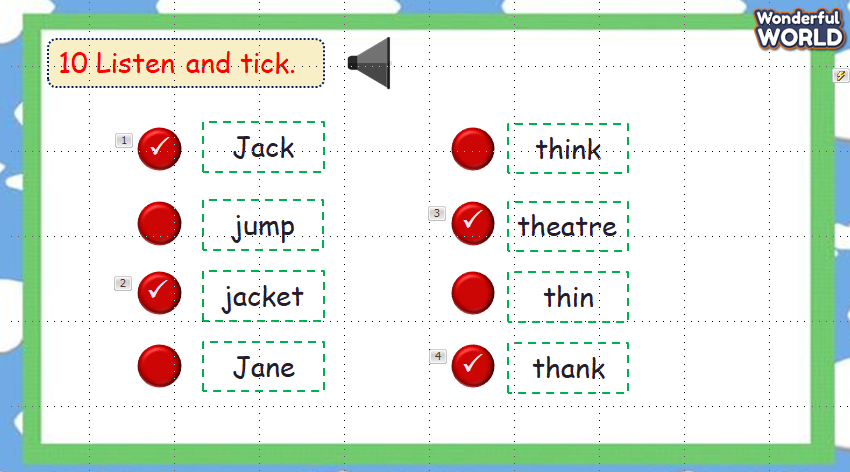 Wonderful
WORLD
10 Listen and tick.
1
Jack
think
jump
3
theatre
2
jacket
thin
Jane
4
thank